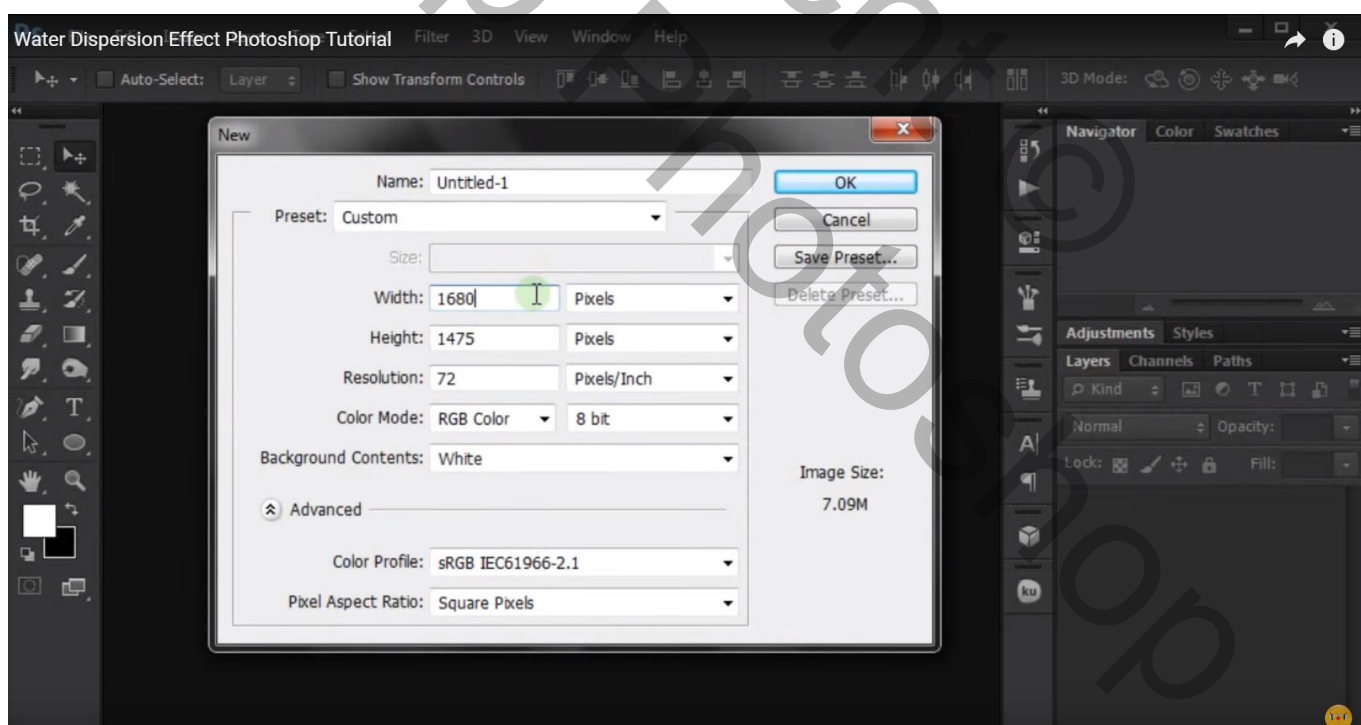 Water Dispersion Effect Photoshop Tutorial Filter 3D View Window Help
Auto-Select: Layer Show Transform Controls 3D Mode:
New
Navigator Color Swatches
Name: Untitled-1 OK
Preset: Custom Cancel
Size: Save Preset...
Width: 1680 Pixels Delete Preset...
Height: 1475 Pixels
Adjustments Styles
Layers Channels Paths
Resolution: 72 Pixels/Inch
Kind
Color Mode: RGB Color 8 bit
Normal Opacity:
Background Contents: White
Lock: Fill:
Image Size:
7.09M
Advanced
Color Profile: sRGB IEC61966-2.1
Pixel Aspect Ratio: Square Pixels
ku
Photoshop ©